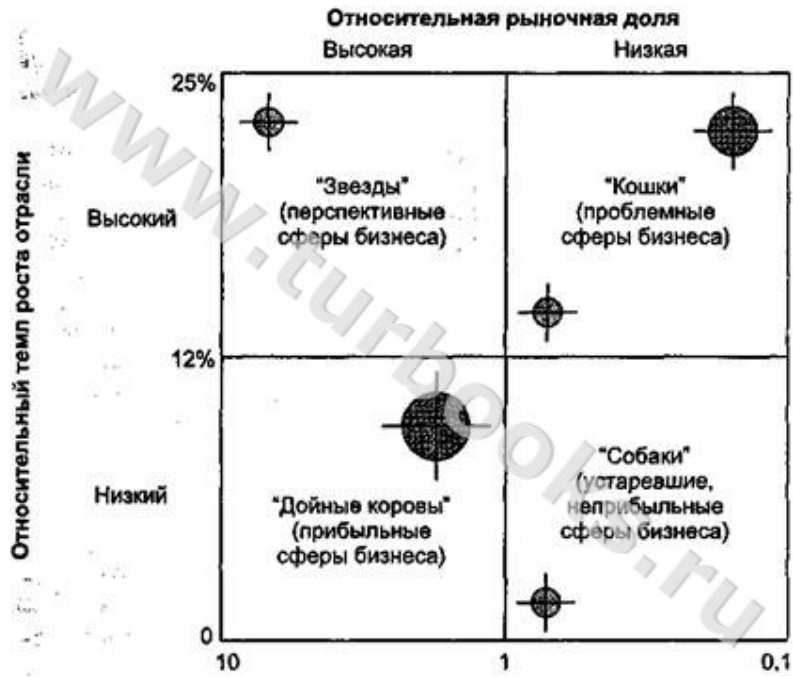 Относительная рыночная доля
Высокая
Низкая
25%
"Звезды"
(перспективные
сферы бизнеса)
"Кошки"
(проблемные
сферы бизнеса)
Высокий
12%
Относительный темп роста отрасли
Низкий
"Дойные коровы"
(прибыльные
сферы бизнеса)
"Собаки"
(устаревшие,
неприбыльные
сферы бизнеса)
0
10
1
0,1
www.turbooks.ru